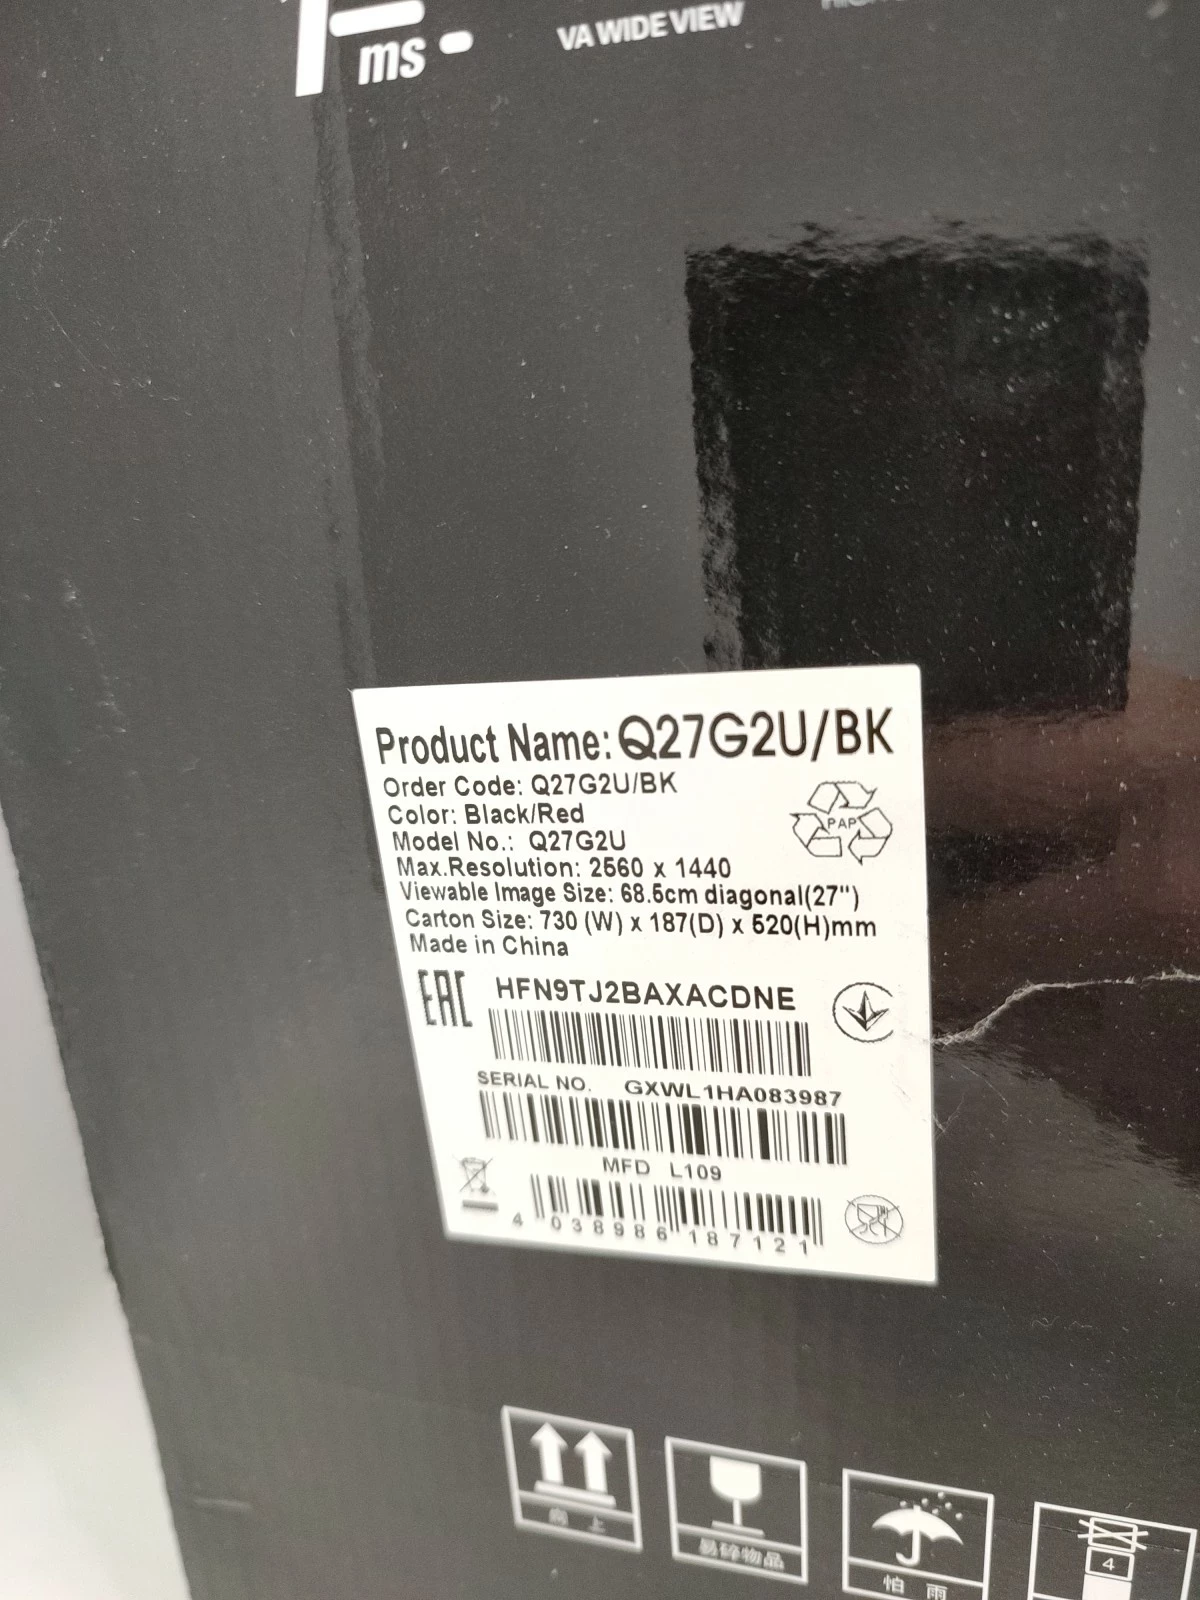 ms
VA WIDE VIEW
Product Name: Q27G2U/BK
Order Code: Q27G2U/BK
Color: Black/Red
Model No.: Q27G2U
Max.Resolution: 2560 x 1440
Viewable Image Size: 68.5cm diagonal(27")
Carton Size: 730 (W) x 187(D) x 520(H)mm
Made in China
PAP
EAC
HFN9TJ2BAXACDNE
SERIAL NO. GXWL1HA083987
MFD L109
4 038986 187121
向 上
易碎物品
怕 雨
4